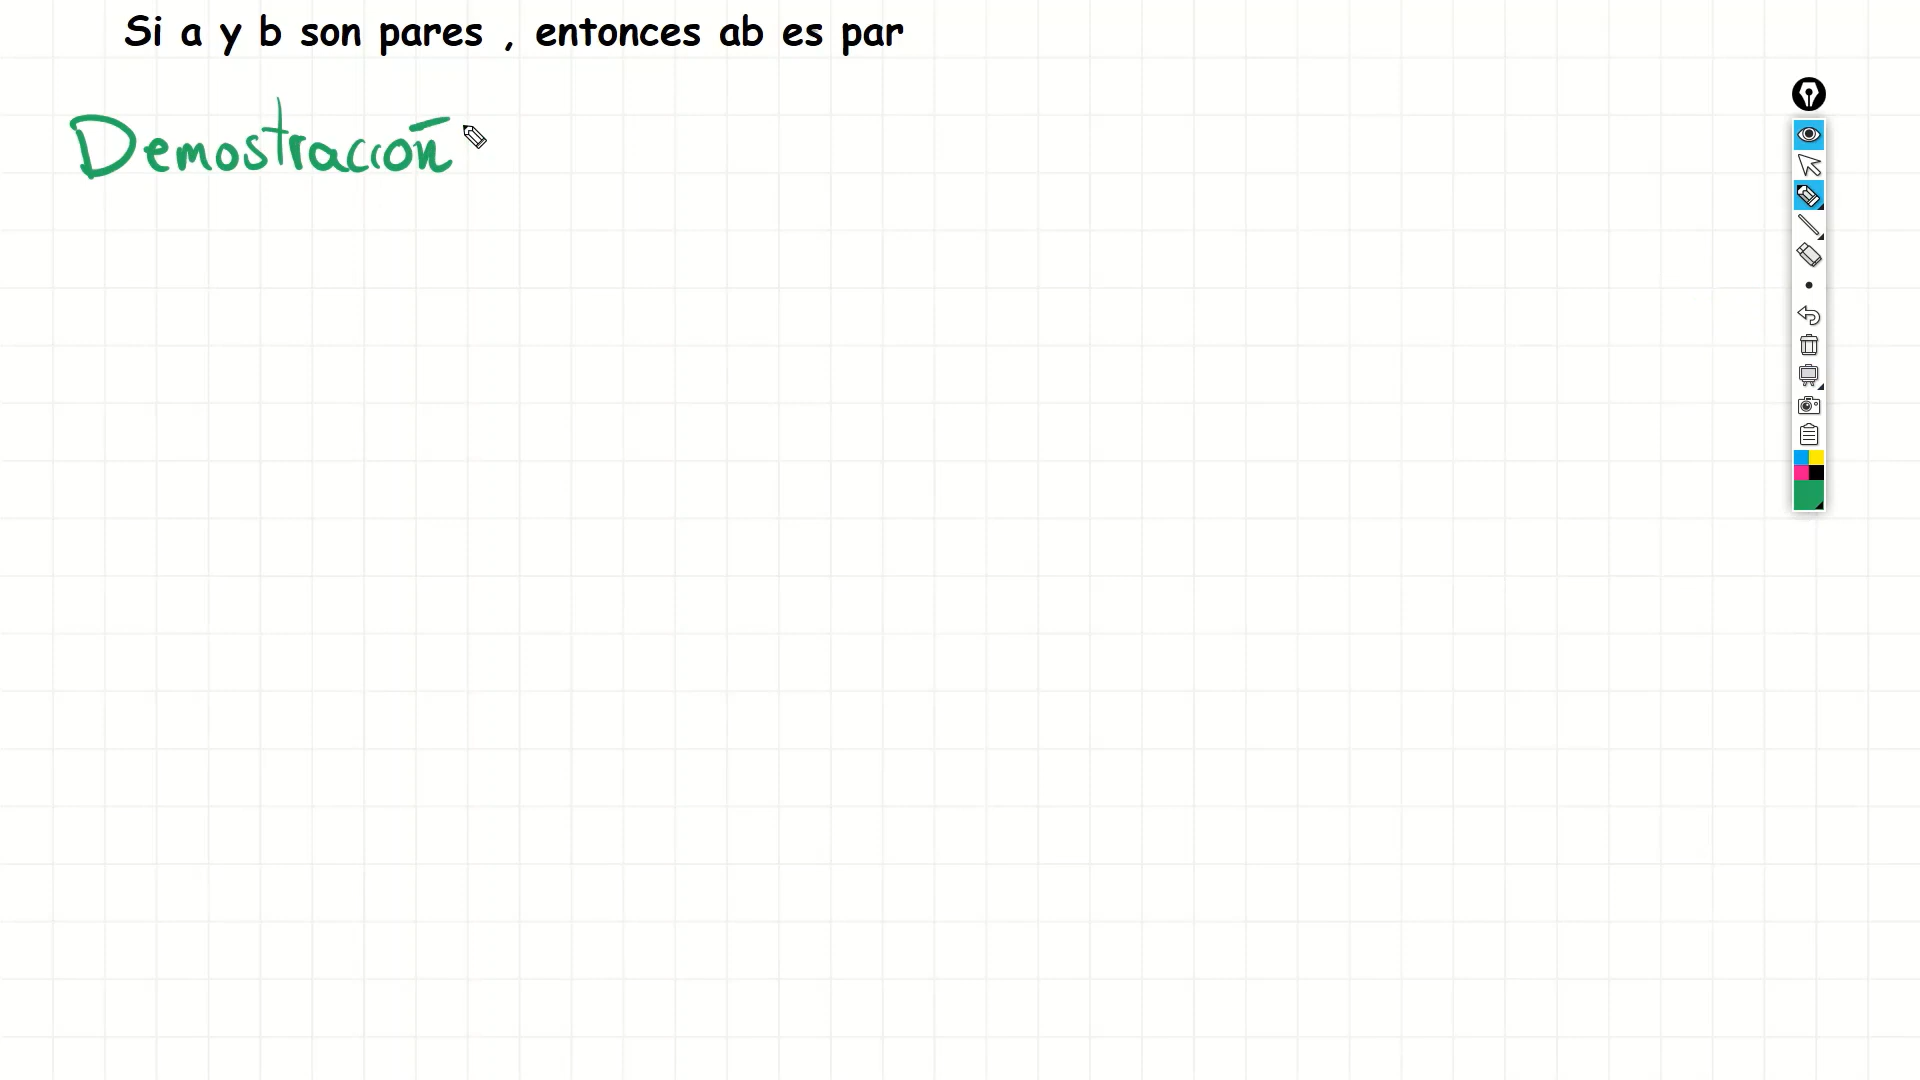 Si a y b son pares , entonces ab es par
Demostración